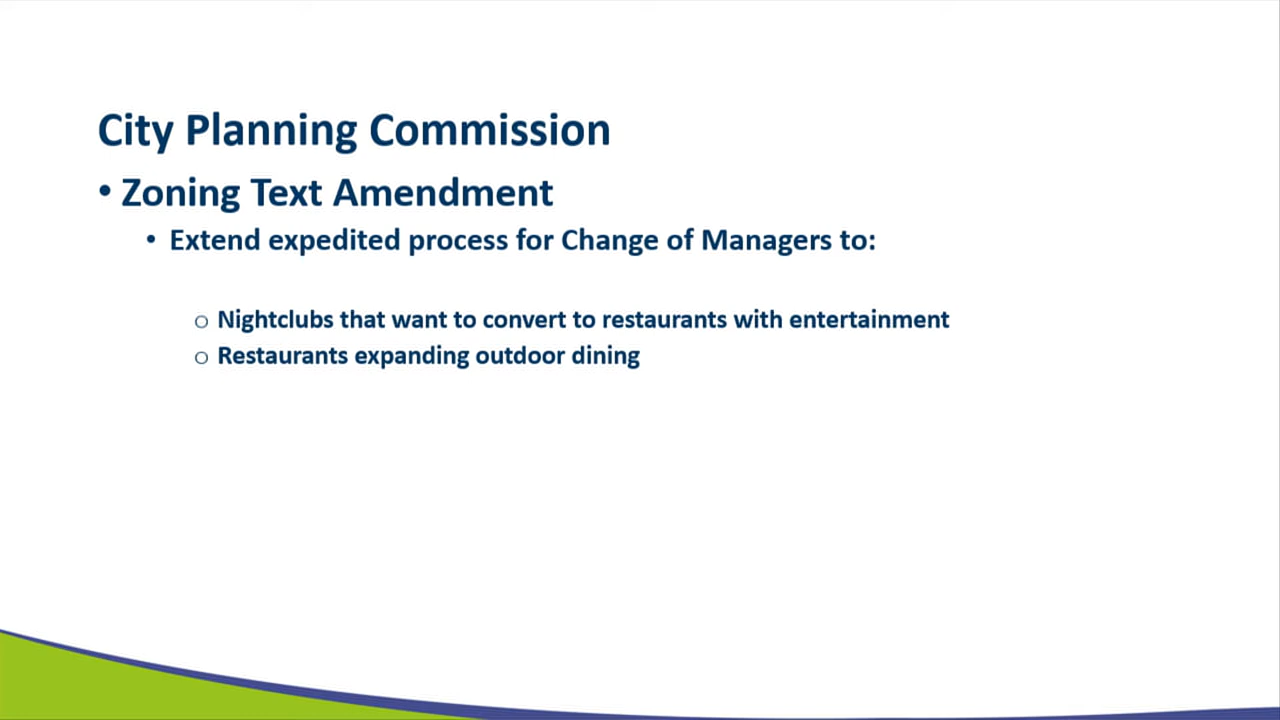 City Planning Commission
• Zoning Text Amendment
• Extend expedited process for Change of Managers to:
o Nightclubs that want to convert to restaurants with entertainment
o Restaurants expanding outdoor dining